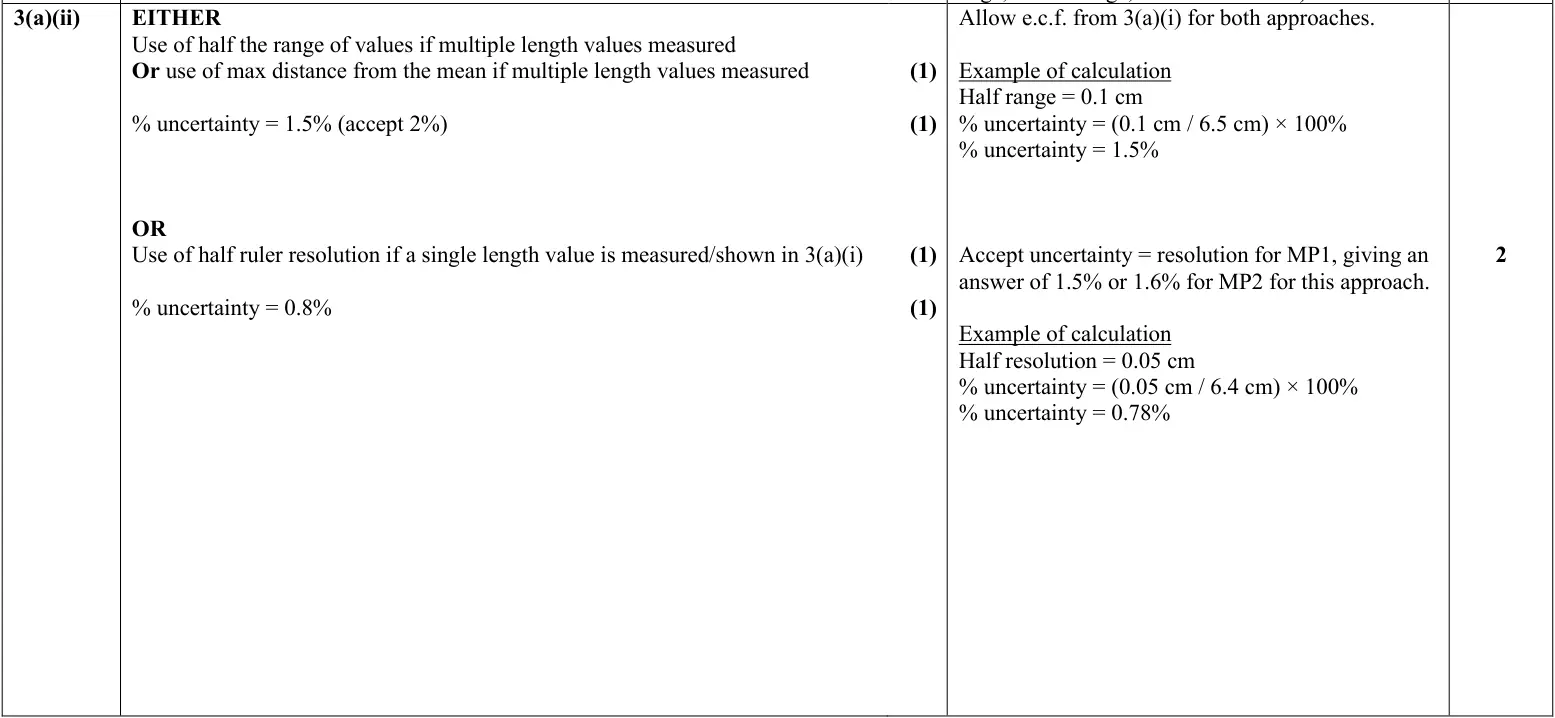 3(a)(ii)
EITHER
Use of half the range of values if multiple length values measured
Or use of max distance from the mean if multiple length values measured (1)
% uncertainty = 1.5% (accept 2%) (1)
OR
Use of half ruler resolution if a single length value is measured/shown in 3(a)(i) (1)
% uncertainty = 0.8% (1)
Allow e.c.f. from 3(a)(i) for both approaches.
Example of calculation
Half range = 0.1 cm
% uncertainty = (0.1 cm / 6.5 cm) × 100%
% uncertainty = 1.5%
Accept uncertainty = resolution for MP1, giving an
answer of 1.5% or 1.6% for MP2 for this approach.
Example of calculation
Half resolution = 0.05 cm
% uncertainty = (0.05 cm / 6.4 cm) × 100%
% uncertainty = 0.78%
2